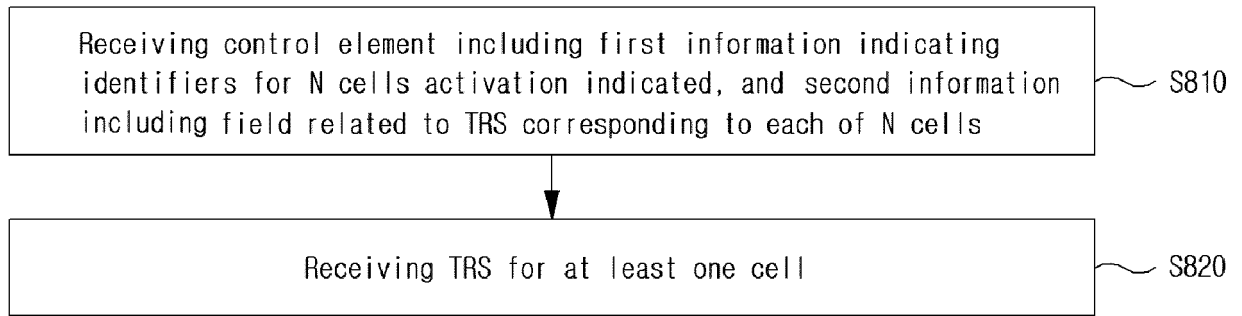 Receiving control element including first information indicating
identifiers for N cells activation indicated, and second information
including field related to TRS corresponding to each of N cells
S810
Receiving TRS for at least one cell
S820